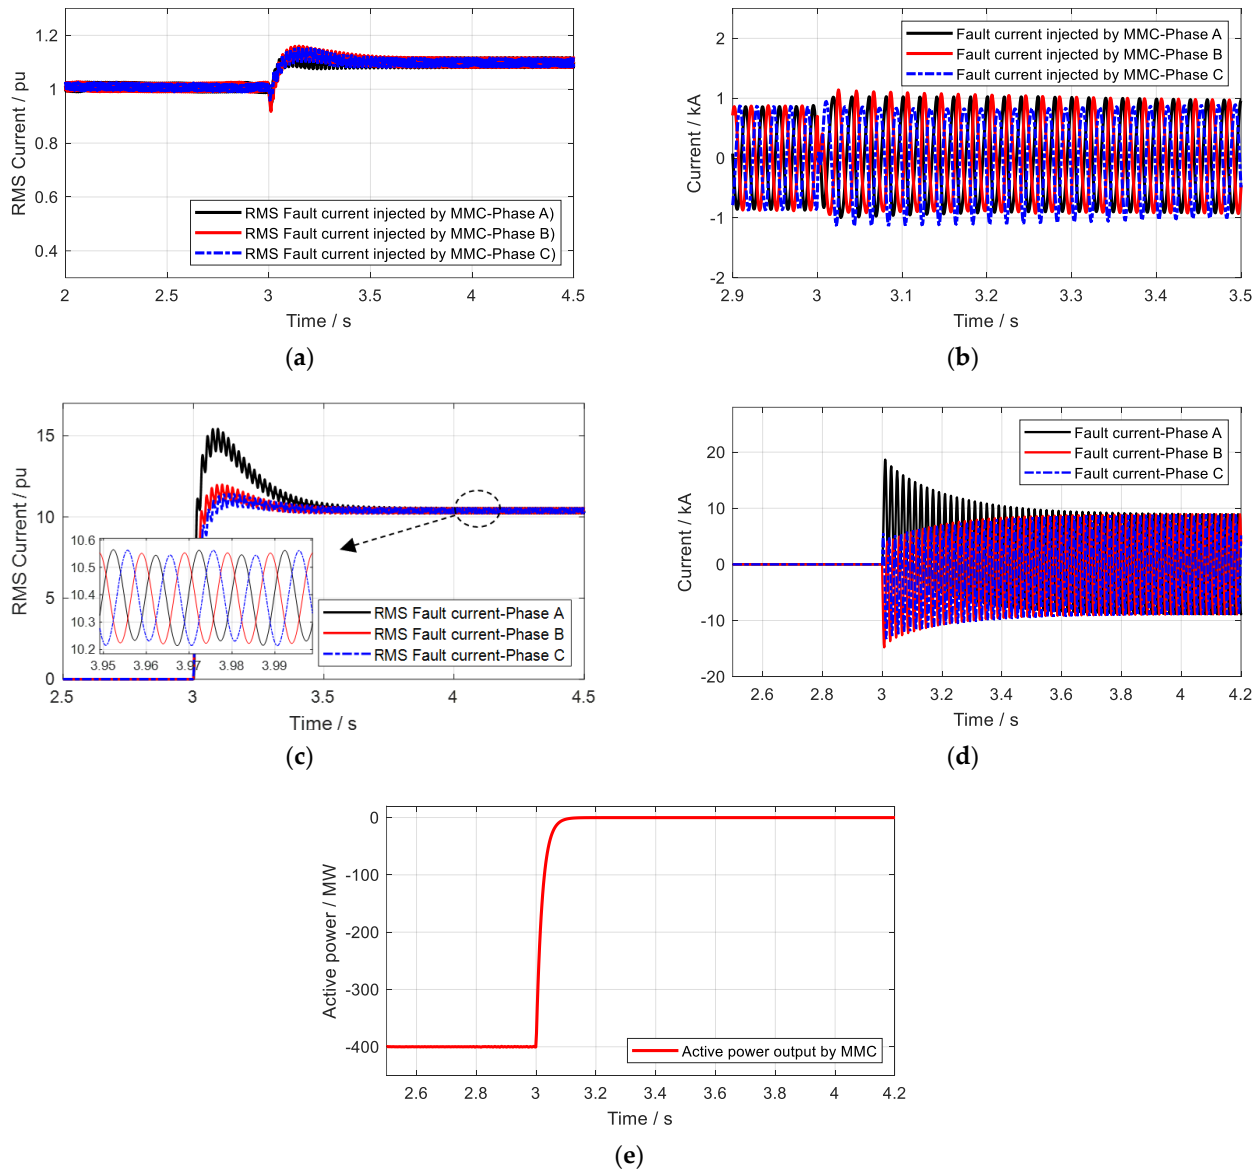 1.2
1
0.8
0.6
0.4
RMS Current / pu
RMS Fault current injected by MMC-Phase A)
RMS Fault current injected by MMC-Phase B)
RMS Fault current injected by MMC-Phase C)
2 2.5 3 3.5 4 4.5
Time / s
(a)
2
1
0
-1
-2
Current / kA
Fault current injected by MMC-Phase A
Fault current injected by MMC-Phase B
Fault current injected by MMC-Phase C
2.9 3 3.1 3.2 3.3 3.4 3.5
Time / s
(b)
15
10
5
0
RMS Current / pu
10.6
10.5
10.4
10.3
10.2
3.95 3.96 3.97 3.98 3.99
RMS Fault current-Phase A
RMS Fault current-Phase B
RMS Fault current-Phase C
2.5 3 3.5 4 4.5
Time / s
(c)
20
10
0
-10
-20
Current / kA
Fault current-Phase A
Fault current-Phase B
Fault current-Phase C
2.6 2.8 3 3.2 3.4 3.6 3.8 4 4.2
Time / s
(d)
0
-100
-200
-300
-400
Active power / MW
Active power output by MMC
2.6 2.8 3 3.2 3.4 3.6 3.8 4 4.2
Time / s
(e)